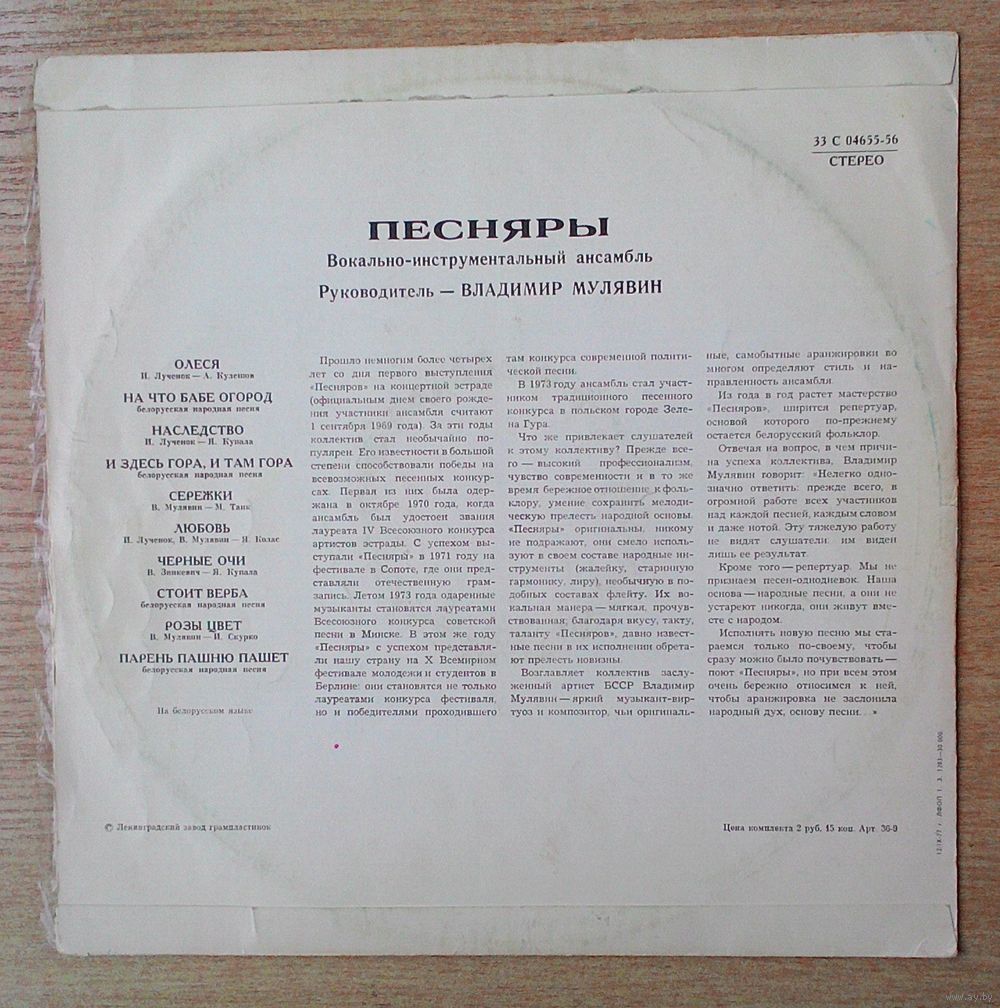 33 С 04655-56
СТЕРЕО
ПЕСНЯРЫ
Вокально-инструментальный ансамбль
Руководитель — ВЛАДИМИР МУЛЯВИН
ОЛЕСЯ
И. Лученок — А. Кулешов
НА ЧТО БАБЕ ОГОРОД
белорусская народная песня
НАСЛЕДСТВО
И. Лученок — Я. Купала
И ЗДЕСЬ ГОРА, И ТАМ ГОРА
белорусская народная песня
СЕРЕЖКИ
В. Мулявин — М. Танк
ЛЮБОВЬ
И. Лученок, В. Мулявин — Я. Колас
ЧЕРНЫЕ ОЧИ
В. Зинкевич — Я. Купала
СТОИТ ВЕРБА
белорусская народная песня
РОЗЫ ЦВЕТ
В. Мулявин — И. Скурко
ПАРЕНЬ ПАШНЮ ПАШЕТ
белорусская народная песня
На белорусском языке
Прошло немногим более четырех
лет со дня первого выступления
«Песняров» на концертной эстраде
(официальным днем своего рожде-
ния участники ансамбля считают
1 сентября 1969 года). За эти годы
коллектив стал необычайно по-
пулярен. Его известности в большой
степени способствовали победы на
всевозможных песенных конкур-
сах. Первая из них была одер-
жана в октябре 1970 года, когда
ансамбль был удостоен звания
лауреата IV Всесоюзного конкурса
артистов эстрады. С успехом вы-
ступали «Песняры» в 1971 году на
фестивале в Сопоте, где они пред-
ставляли отечественную грам-
запись. Летом 1973 года одаренные
музыканты становятся лауреатами
Всесоюзного конкурса советской
песни в Минске. В этом же году
«Песняры» с успехом представля-
ли нашу страну на X Всемирном
фестивале молодежи и студентов в
Берлине: они становятся не только
лауреатами конкурса фестиваля,
но и победителями проходившего
там конкурса современной полити-
ческой песни.
В 1973 году ансамбль стал участ-
ником традиционного песенного
конкурса в польском городе Зеле-
на Гура.
Что же привлекает слушателей
к этому коллективу? Прежде все-
го — высокий профессионализм,
чувство современности и в то же
время бережное отношение к фоль-
клору, умение сохранить мелоди-
ческую прелесть народной основы.
«Песняры» оригинальны, никому
не подражают, они смело исполь-
зуют в своем составе народные ин-
струменты (жалейку, старинную
гармонику, лиру), необычную в по-
добных составах флейту. Их во-
кальная манера — мягкая, прочув-
ствованная; благодаря вкусу, такту,
таланту «Песняров», давно извест-
ные песни в их исполнении обрета-
ют прелесть новизны.
Возглавляет коллектив заслу-
женный артист БССР Владимир
Мулявин — яркий музыкант-вир-
туоз и композитор, чьи оригиналь-
ные, самобытные аранжировки во
многом определяют стиль и на-
правленность ансамбля.
Из года в год растет мастерство
«Песняров», ширится репертуар,
основой которого по-прежнему
остается белорусский фольклор.
Отвечая на вопрос, в чем причи-
на успеха коллектива, Владимир
Мулявин говорит: «Нелегко одно-
значно ответить: прежде всего, в
огромной работе всех участников
над каждой песней, каждым словом
и даже нотой. Эту тяжелую работу
не видят слушатели: им виден
лишь ее результат.
Кроме того — репертуар. Мы не
признаем песен-однодневок. Наша
основа — народные песни, а они не
устареют никогда, они живут вме-
сте с народом.
Исполнять новую песню мы ста-
раемся только по-своему, чтобы
сразу можно было почувствовать —
поют «Песняры», но при всем этом
очень бережно относимся к ней,
чтобы аранжировка не заслонила
народный дух, основу песни...»
© Ленинградский завод грампластинок
Цена комплекта 2 руб. 15 коп. Арт. 36-9
www.ay.by